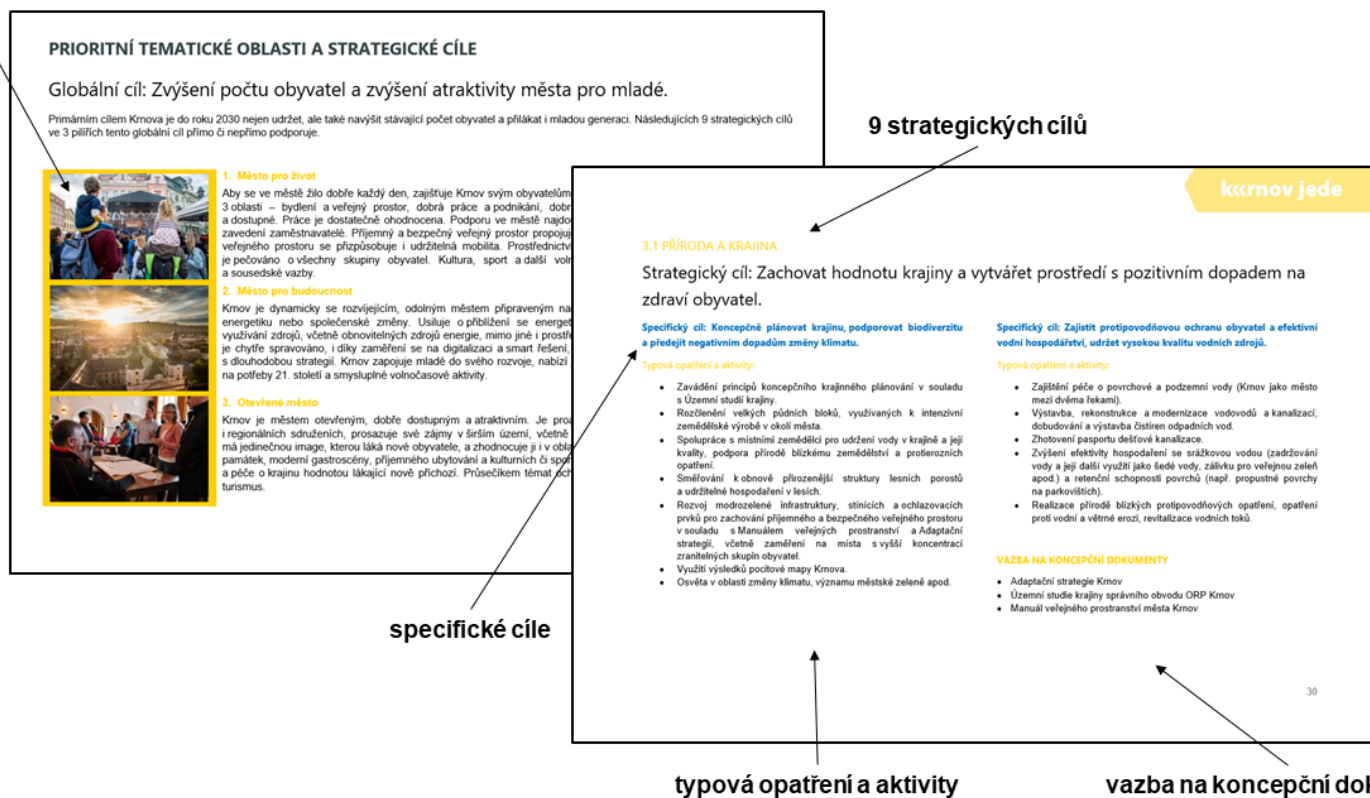 PRIORITNÍ TEMATICKÉ OBLASTI A STRATEGICKÉ CÍLE
Globální cíl: Zvýšení počtu obyvatel a zvýšení atraktivity města pro mladé.
Primárním cílem Krnova je do roku 2030 nejen udržet, ale také navýšit stávající počet obyvatel a přilákat i mladou generaci. Následujících 9 strategických cílů
ve 3 pilířích tento globální cíl přímo či nepřímo podporuje.
1. Město pro život
Aby se ve městě žilo dobře každý den, zajišťuje Krnov svým obyvatelům
3 oblasti – bydlení a veřejný prostor, dobrá práce a podnikání, dobr
a dostupné. Práce je dostatečně ohodnocena. Podporu ve městě najdo
zavedení zaměstnavatelé. Příjemný a bezpečný veřejný prostor propojuj
veřejného prostoru se přizpůsobuje i udržitelná mobilita. Prostřednictv
je pečováno o všechny skupiny obyvatel. Kultura, sport a další voln
a sousedské vazby.
2. Město pro budoucnost
Krnov je dynamicky se rozvíjejícím, odolným městem připraveným na
energetiku nebo společenské změny. Usiluje o přiblížení se energet
využívání zdrojů, včetně obnovitelných zdrojů energie, mimo jiné i prostře
je chytře spravováno, i díky zaměření se na digitalizaci a smart řešení,
s dlouhodobou strategií. Krnov zapojuje mladé do svého rozvoje, nabízí
na potřeby 21. století a smysluplné volnočasové aktivity.
3. Otevřené město
Krnov je městem otevřeným, dobře dostupným a atraktivním. Je proa
i regionálních sdruženích, prosazuje své zájmy v širším území, včetně
má jedinečnou image, kterou láká nové obyvatele, a zhodnocuje ji i v obla
památek, moderní gastroscény, příjemného ubytování a kulturních či spor
a péče o krajinu hodnotou lákající nově příchozí. Průsečíkem témat och
turismus.
9 strategických cílů
k‹‹rnov jede
3.1 PŘÍRODA A KRAJINA
Strategický cíl: Zachovat hodnotu krajiny a vytvářet prostředí s pozitivním dopadem na
zdraví obyvatel.
Specifický cíl: Koncepčně plánovat krajinu, podporovat biodiverzitu
a předejít negativním dopadům změny klimatu.
Typová opatření a aktivity:
• Zavádění principů koncepčního krajinného plánování v souladu
s Územní studií krajiny.
• Rozčlenění velkých půdních bloků, využívaných k intenzivní
zemědělské výrobě v okolí města.
• Spolupráce s místními zemědělci pro udržení vody v krajině a její
kvality, podpora přírodě blízkému zemědělství a protierozních
opatření.
• Směřování k obnově přirozenější struktury lesních porostů
a udržitelné hospodaření v lesích.
• Rozvoj modrozelené infrastruktury, stínících a ochlazovacích
prvků pro zachování příjemného a bezpečného veřejného prostoru
v souladu s Manuálem veřejných prostranství a Adaptační
strategií, včetně zaměření na místa s vyšší koncentrací
zranitelných skupin obyvatel.
• Využití výsledků pocitové mapy Krnova.
• Osvěta v oblasti změny klimatu, významu městské zeleně apod.
Specifický cíl: Zajistit protipovodňovou ochranu obyvatel a efektivní
vodní hospodářství, udržet vysokou kvalitu vodních zdrojů.
Typová opatření a aktivity:
• Zajištění péče o povrchové a podzemní vody (Krnov jako město
mezi dvěma řekami).
• Výstavba, rekonstrukce a modernizace vodovodů a kanalizací,
dobudování a výstavba čistíren odpadních vod.
• Zhotovení pasportu dešťové kanalizace.
• Zvýšení efektivity hospodaření se srážkovou vodou (zadržování
vody a její další využití jako šedé vody, zálivku pro veřejnou zeleň
apod.) a retenční schopnosti povrchů (např. propustné povrchy
na parkovištích).
• Realizace přírodě blízkých protipovodňových opatření, opatření
proti vodní a větrné erozi, revitalizace vodních toků.
VAZBA NA KONCEPČNÍ DOKUMENTY
• Adaptační strategie Krnov
• Územní studie krajiny správního obvodu ORP Krnov
• Manuál veřejného prostranství města Krnov
30
specifické cíle
typová opatření a aktivity
vazba na koncepční dok